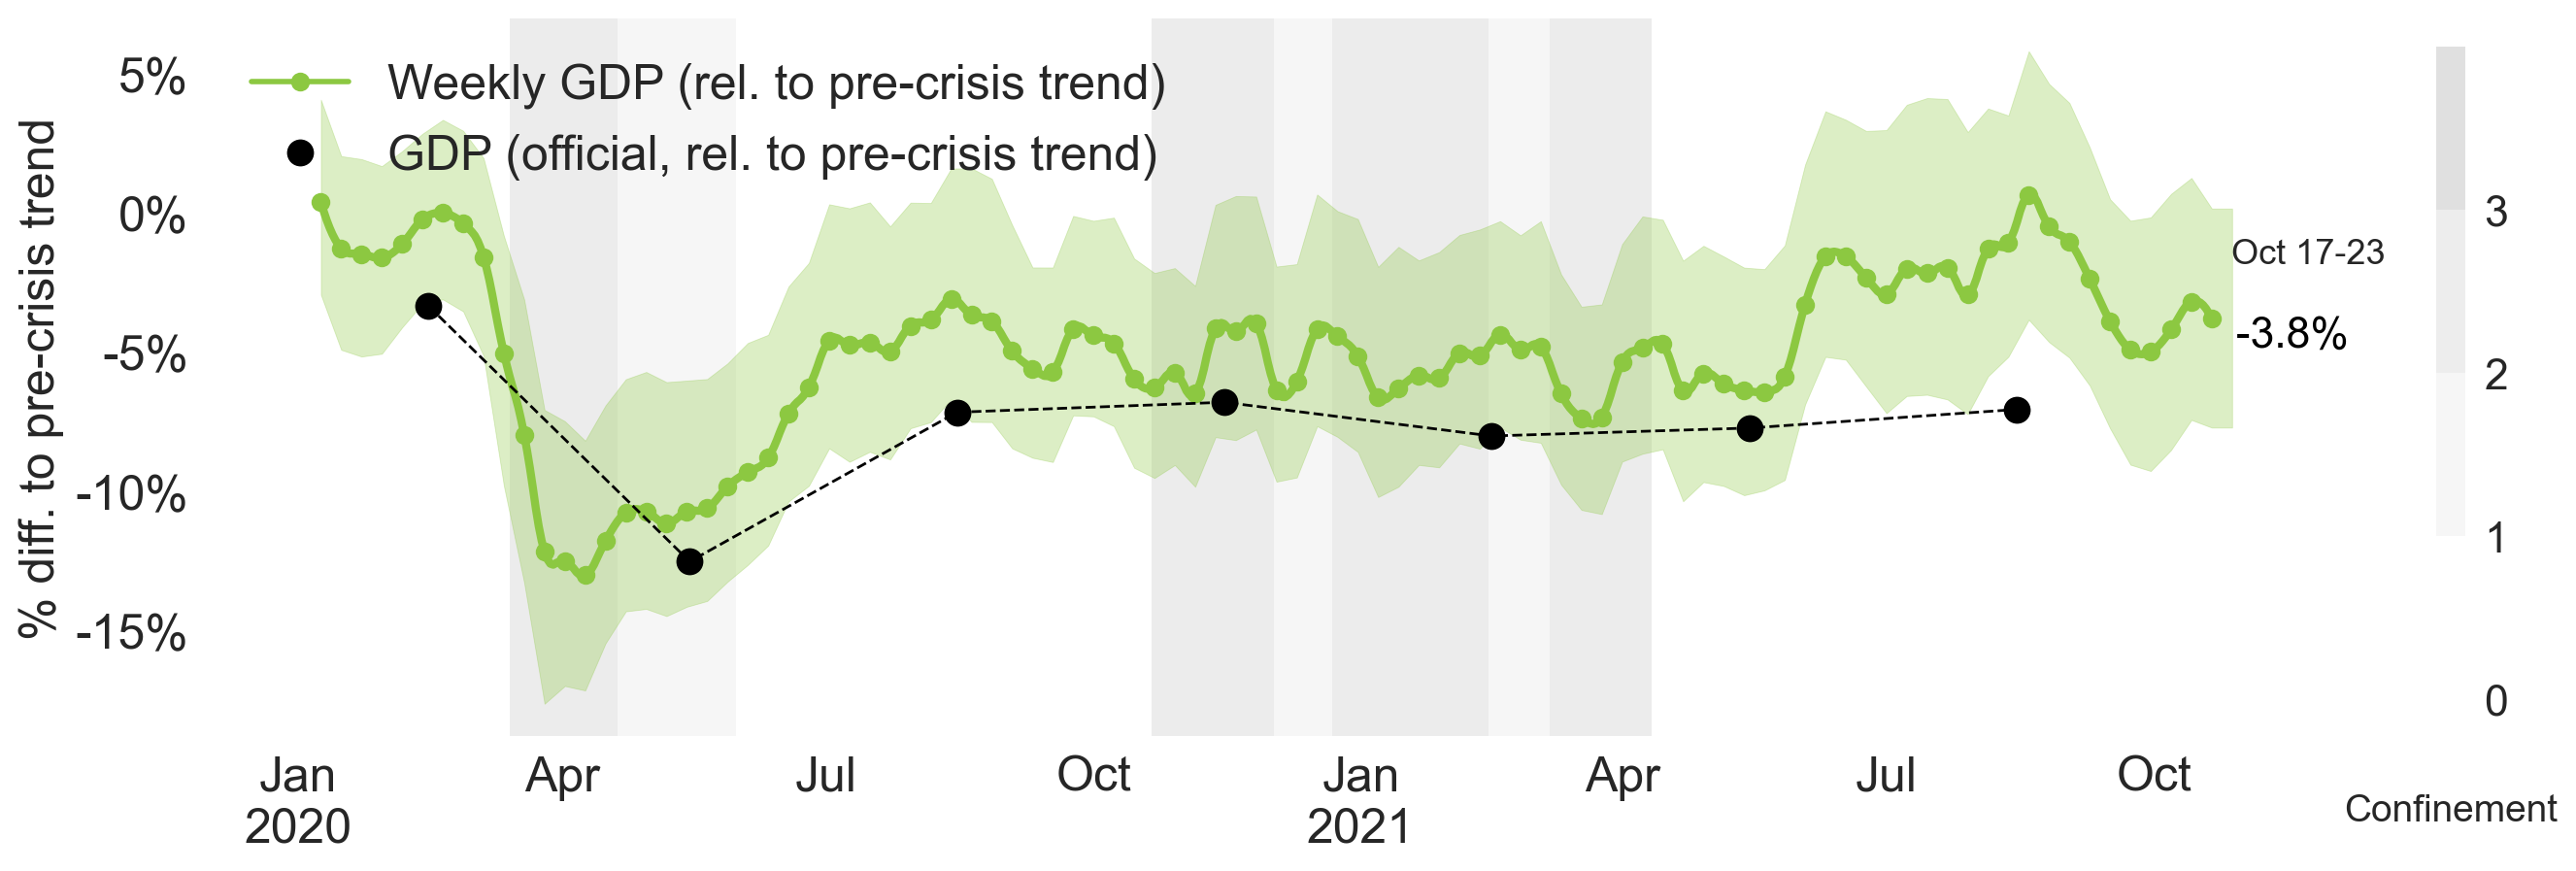 Weekly GDP (rel. to pre-crisis trend)
GDP (official, rel. to pre-crisis trend)
% diff. to pre-crisis trend
5%
0%
-5%
-10%
-15%
Oct 17-23
-3.8%
3
2
1
0
Confinement
Jan
2020
Apr
Jul
Oct
Jan
2021
Apr
Jul
Oct